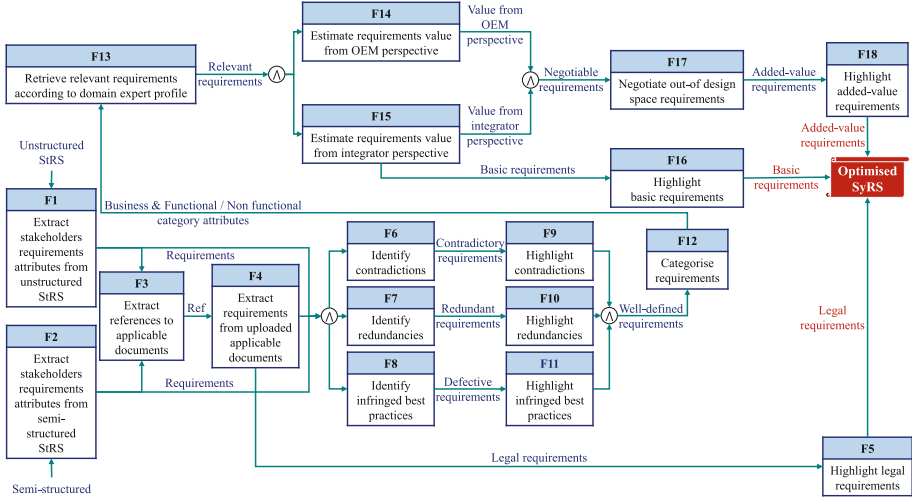 F14
Estimate requirements value
from OEM perspective
Value from
OEM
perspective
F13
Retrieve relevant requirements
according to domain expert profile
Relevant
requirements
Λ
F15
Estimate requirements value
from integrator perspective
Value from
integrator
perspective
Λ
Negotiable
requirements
F17
Negotiate out-of design
space requirements
Added-value
requirements
F18
Highlight
added-value
requirements
Added-value
requirements
Basic requirements
F16
Highlight
basic requirements
Basic
requirements
Optimised
SyRS
Unstructured
StRS
F1
Extract
stakeholders
requirements
attributes from
unstructured
StRS
Business & Functional / Non functional
category attributes
Requirements
F2
Extract
stakeholders
requirements
attributes from
semi-
structured
StRS
Semi-structured
F3
Extract
references to
applicable
documents
Ref
F4
Extract
requirements
from uploaded
applicable
documents
Requirements
Λ
F6
Identify
contradictions
Contradictory
requirements
F9
Highlight
contradictions
F7
Identify
redundancies
Redundant
requirements
F10
Highlight
redundancies
F8
Identify
infringed best
practices
Defective
requirements
F11
Highlight
infringed best
practices
Λ
Well-defined
requirements
F12
Categorise
requirements
Legal
requirements
Legal requirements
F5
Highlight legal
requirements